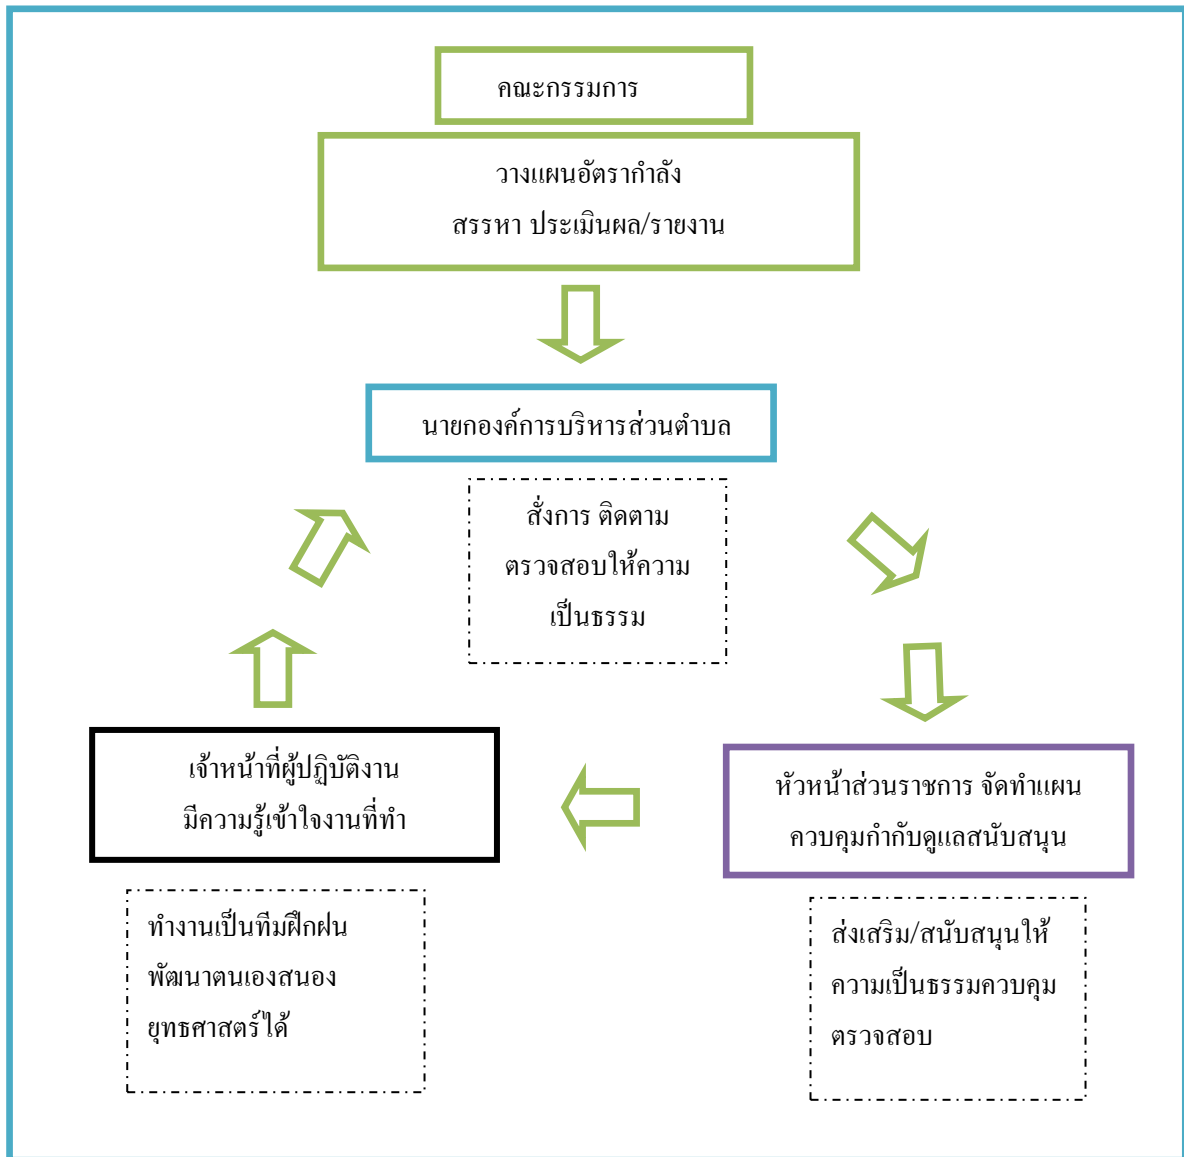 คณะกรรมการ
วางแผนอัตรากำลัง
สรรหา ประเมินผล/รายงาน
นายกองค์การบริหารส่วนตำบล
สั่งการ ติดตาม
ตรวจสอบให้ความ
เป็นธรรม
เจ้าหน้าที่ผู้ปฏิบัติงาน
มีความรู้เข้าใจงานที่ทำ
หัวหน้าส่วนราชการ จัดทำแผน
ควบคุมกำกับดูแลสนับสนุน
ทำงานเป็นทีมฝึกฝน
พัฒนาตนเองสนอง
ยุทธศาสตร์ได้
ส่งเสริม/สนับสนุนให้
ความเป็นธรรมควบคุม
ตรวจสอบ